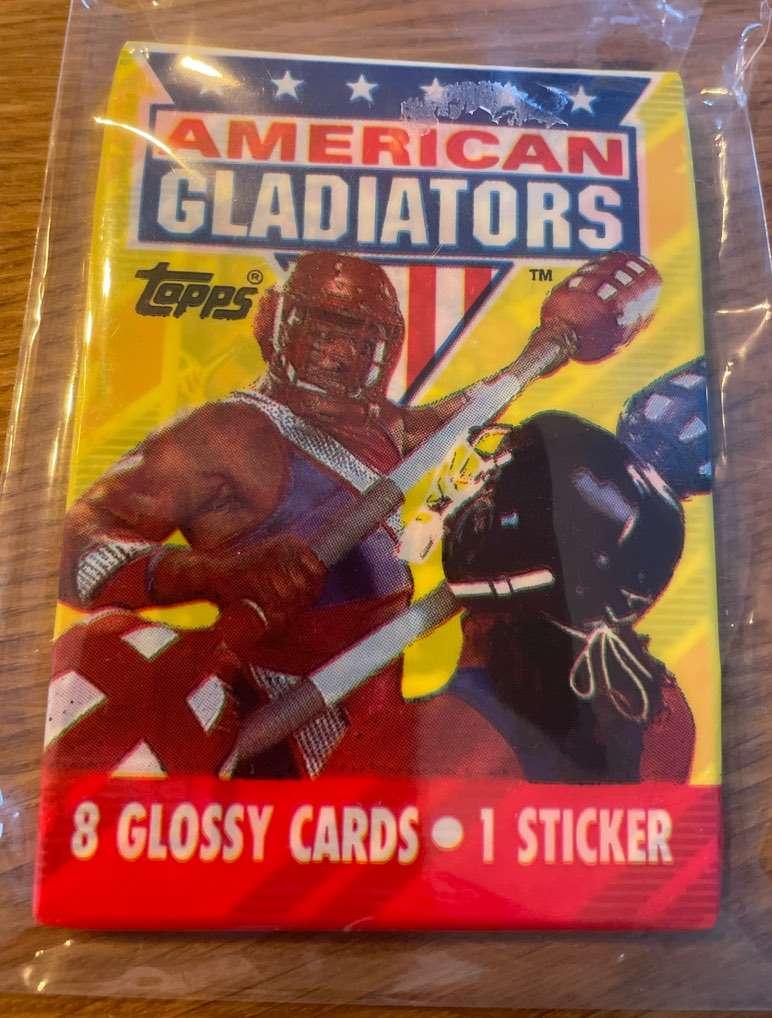 AMERICAN
GLADIATORS
TOPPS®
TM
8 GLOSSY CARDS • 1 STICKER